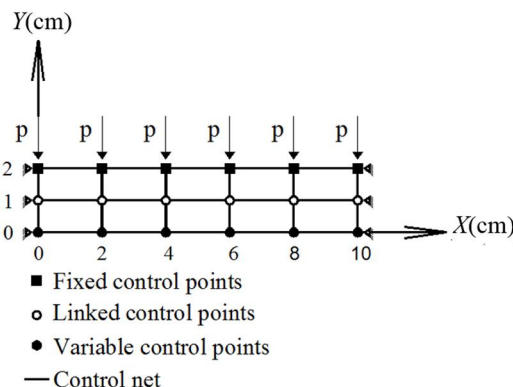 Y(cm)
p p p p p p
2
1
0
X(cm)
0 2 4 6 8 10
Fixed control points
Linked control points
Variable control points
Control net